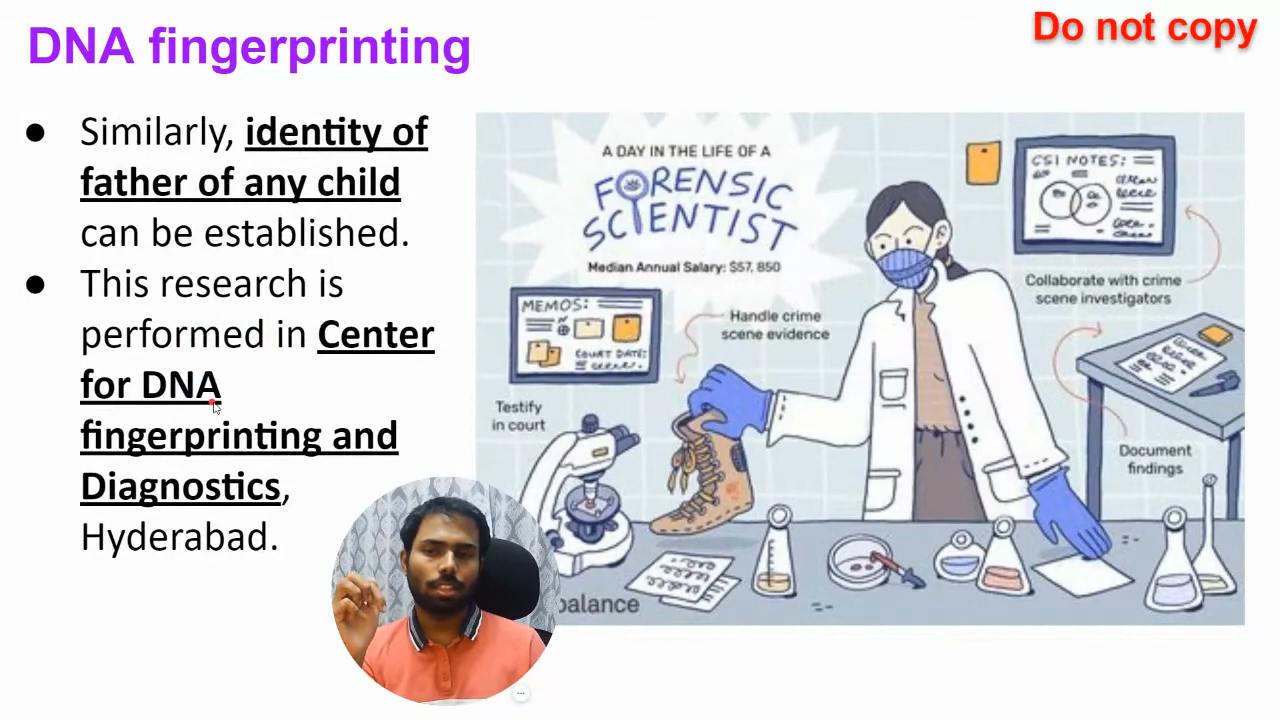 DNA fingerprinting
Do not copy
● Similarly, identity of
father of any child
can be established.
● This research is
performed in Center
for DNA
fingerprinting and
Diagnostics,
Hyderabad.
A DAY IN THE LIFE OF A
FORENSIC
SCIENTIST
Median Annual Salary: $57, 850
MEMOS:
COURT DATE:
Handle crime
scene evidence
Testify
in court
CSI NOTES:
Collaborate with crime
scene investigators
Document
findings
balance